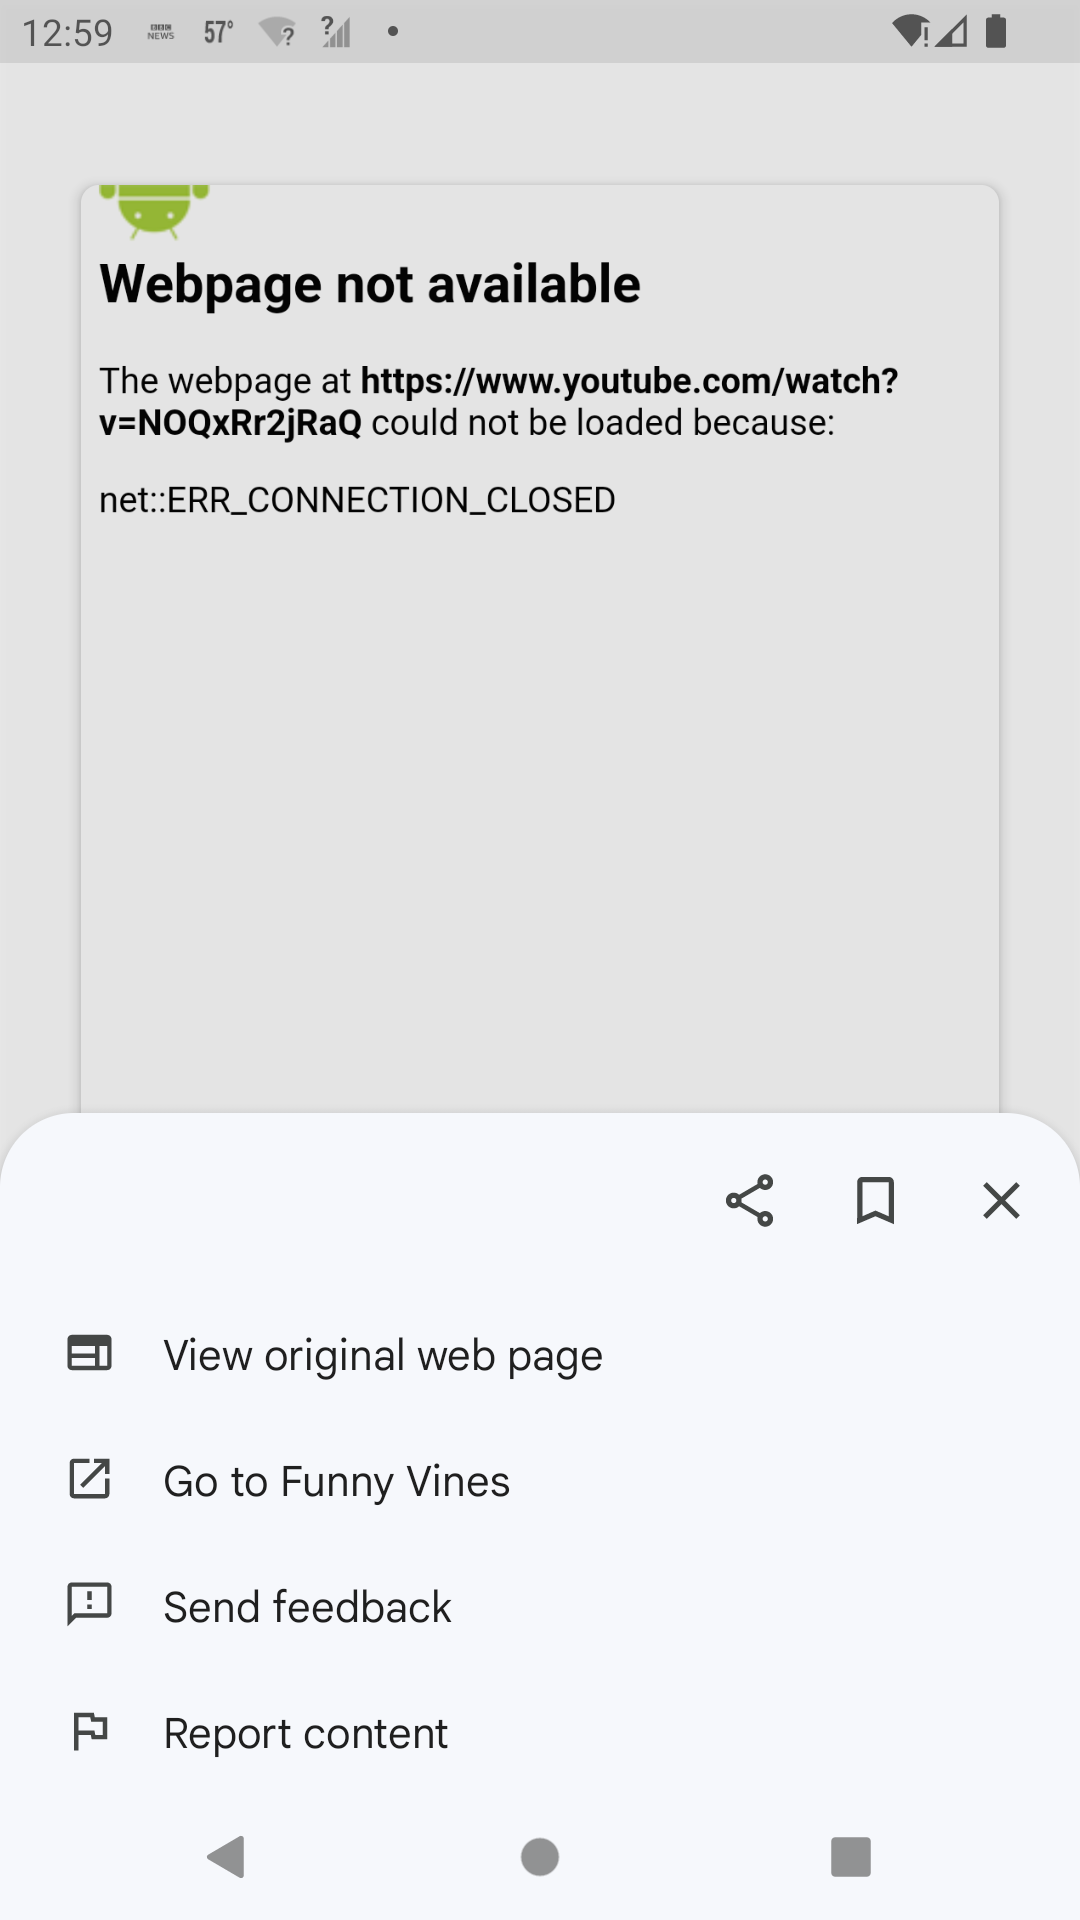 12:59 BBC NEWS 57°
Webpage not available
The webpage at https://www.youtube.com/watch?
v=NOQxRr2jRaQ could not be loaded because:
net::ERR_CONNECTION_CLOSED
View original web page
Go to Funny Vines
Send feedback
Report content